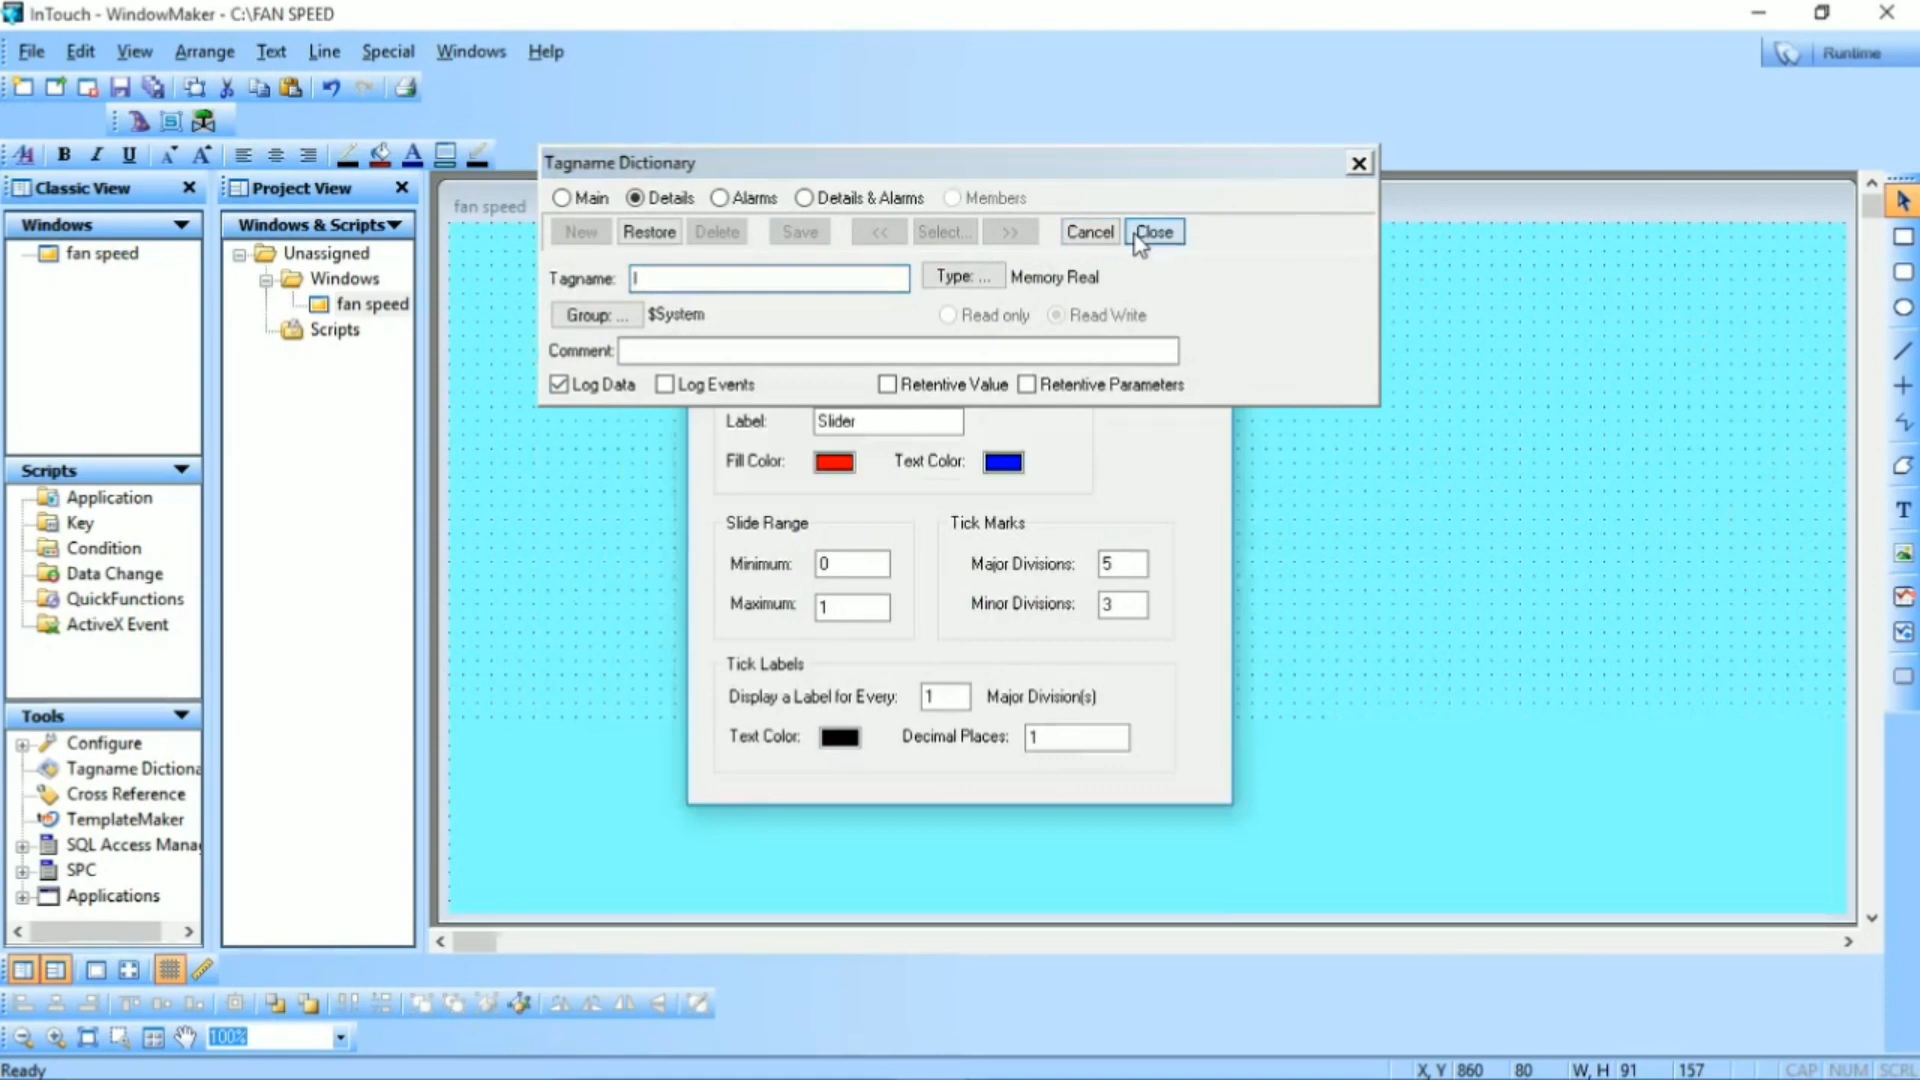 InTouch - WindowMaker - C:\FAN SPEED
File Edit View Arrange Text Line Special Windows Help
Runtime
B I U A A A
Classic View
Project View
Windows
Windows & Scripts
fan speed
Unassigned
Windows
fan speed
Scripts
Scripts
Application
Key
Condition
Data Change
QuickFunctions
ActiveX Event
Tools
Configure
Tagname Dictiona
Cross Reference
TemplateMaker
SQL Access Mana
SPC
Applications
fan speed
Tagname Dictionary
Main Details Alarms Details & Alarms Members
New Restore Delete Save << Select... >> Cancel Close
Tagname: Type: ... Memory Real
Group: ... $System Read only Read Write
Comment:
Log Data Log Events Retentive Value Retentive Parameters
Label: Slider
Fill Color: Text Color:
Slide Range Tick Marks
Minimum: 0 Major Divisions: 5
Maximum: 1 Minor Divisions: 3
Tick Labels
Display a Label for Every: 1 Major Division(s)
Text Color: Decimal Places: 1
T
100%
Ready
X, Y 860 80 W, H 91 157 CAP NUM SCRL